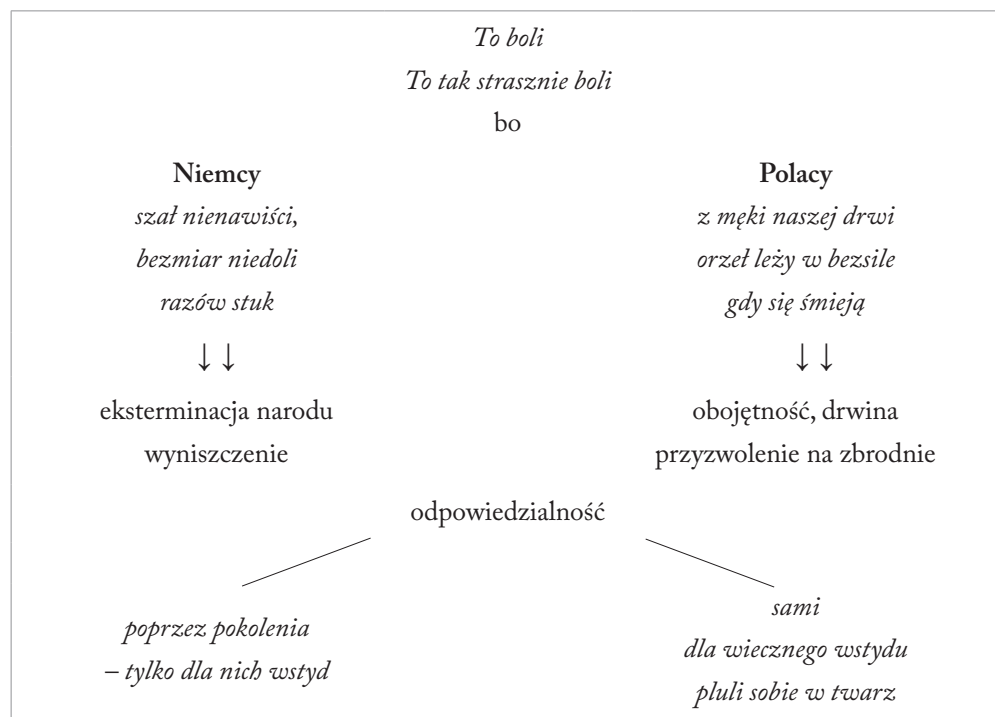 To boli
To tak strasznie boli
bo
Niemcy
szał nienawiści,
bezmiar niedoli
razów stuk
↓↓
eksterminacja narodu
wyniszczenie
Polacy
z męki naszej drwi
orzeł leży w bezsile
gdy się śmieją
↓↓
obojętność, drwina
przyzwolenie na zbrodnie
odpowiedzialność
poprzez pokolenia
– tylko dla nich wstyd
sami
dla wiecznego wstydu
pluli sobie w twarz